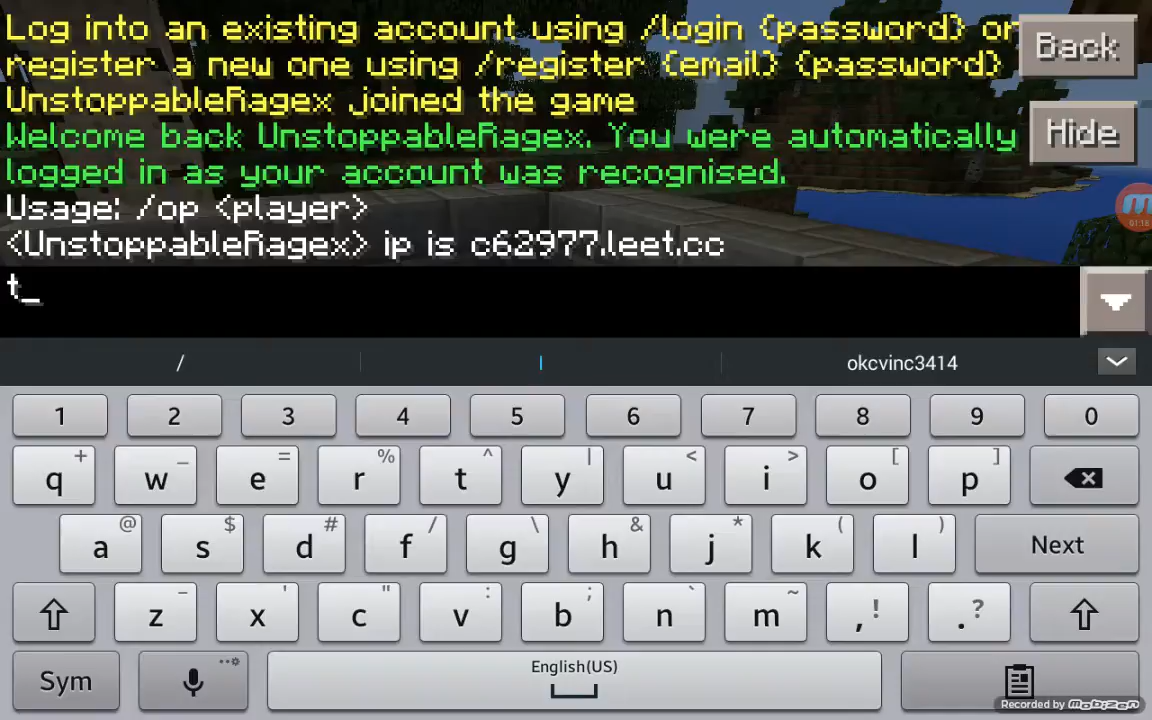 Log into an existing account using /login {password} or
register a new one using /register {email} {password}
UnstoppableRagex joined the game
Welcome back UnstoppableRagex. You were automatically
logged in as your account was recognised.
Usage: /op <player>
<UnstoppableRagex> ip is c62977.leet.cc
Back
Hide
01:18
t_
/ I okcvinc3414
1 2 3 4 5 6 7 8 9 0
q + w _ e = r % t ^ y | u < i > o [ p ]
a @ s $ d # f / g \ h & j * k ( l ) Next
z - x ' c " v : b ; n ` m ~ , ! . ?
Sym English(US)
Recorded by mobizen